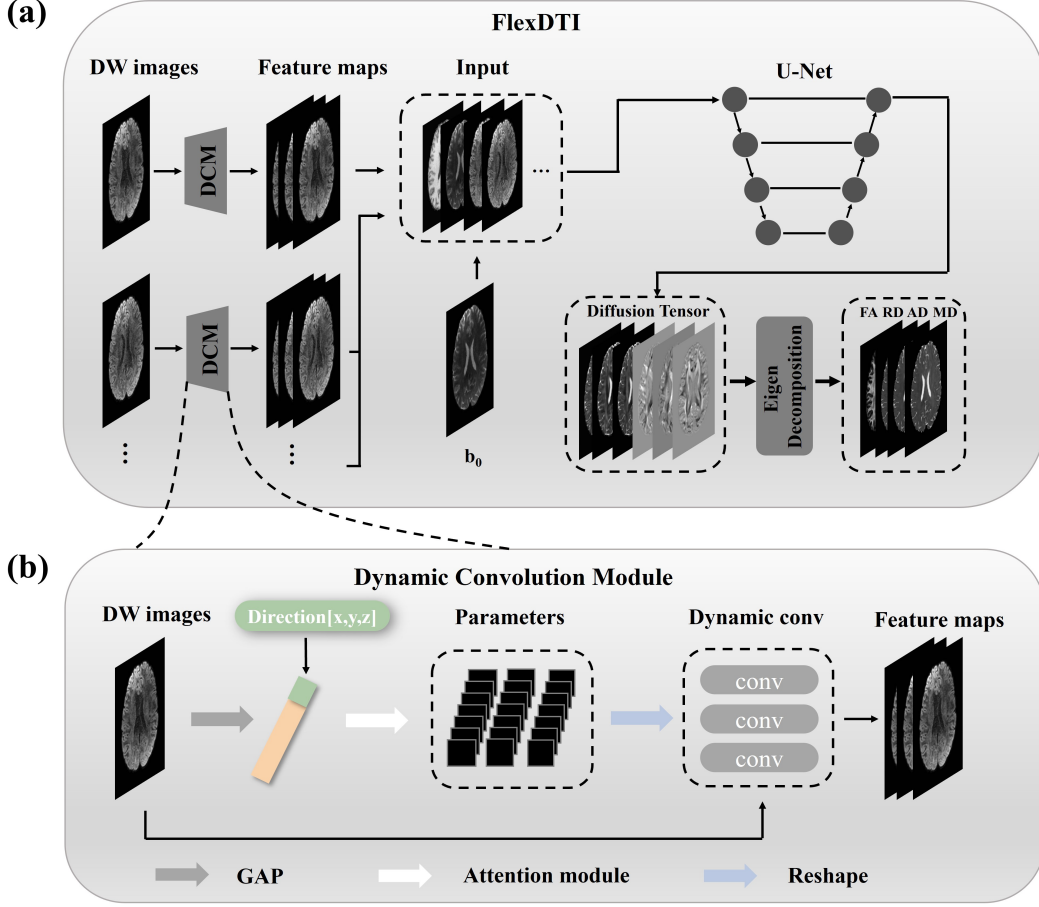 (a)
FlexDTI
DW images
Feature maps
Input
U-Net
DCM
...
DCM
Diffusion Tensor
FA RD AD MD
Eigen
Decomposition
...
...
b0
(b)
Dynamic Convolution Module
DW images
Direction[x,y,z]
Parameters
Dynamic conv
Feature maps
conv
conv
conv
GAP
Attention module
Reshape